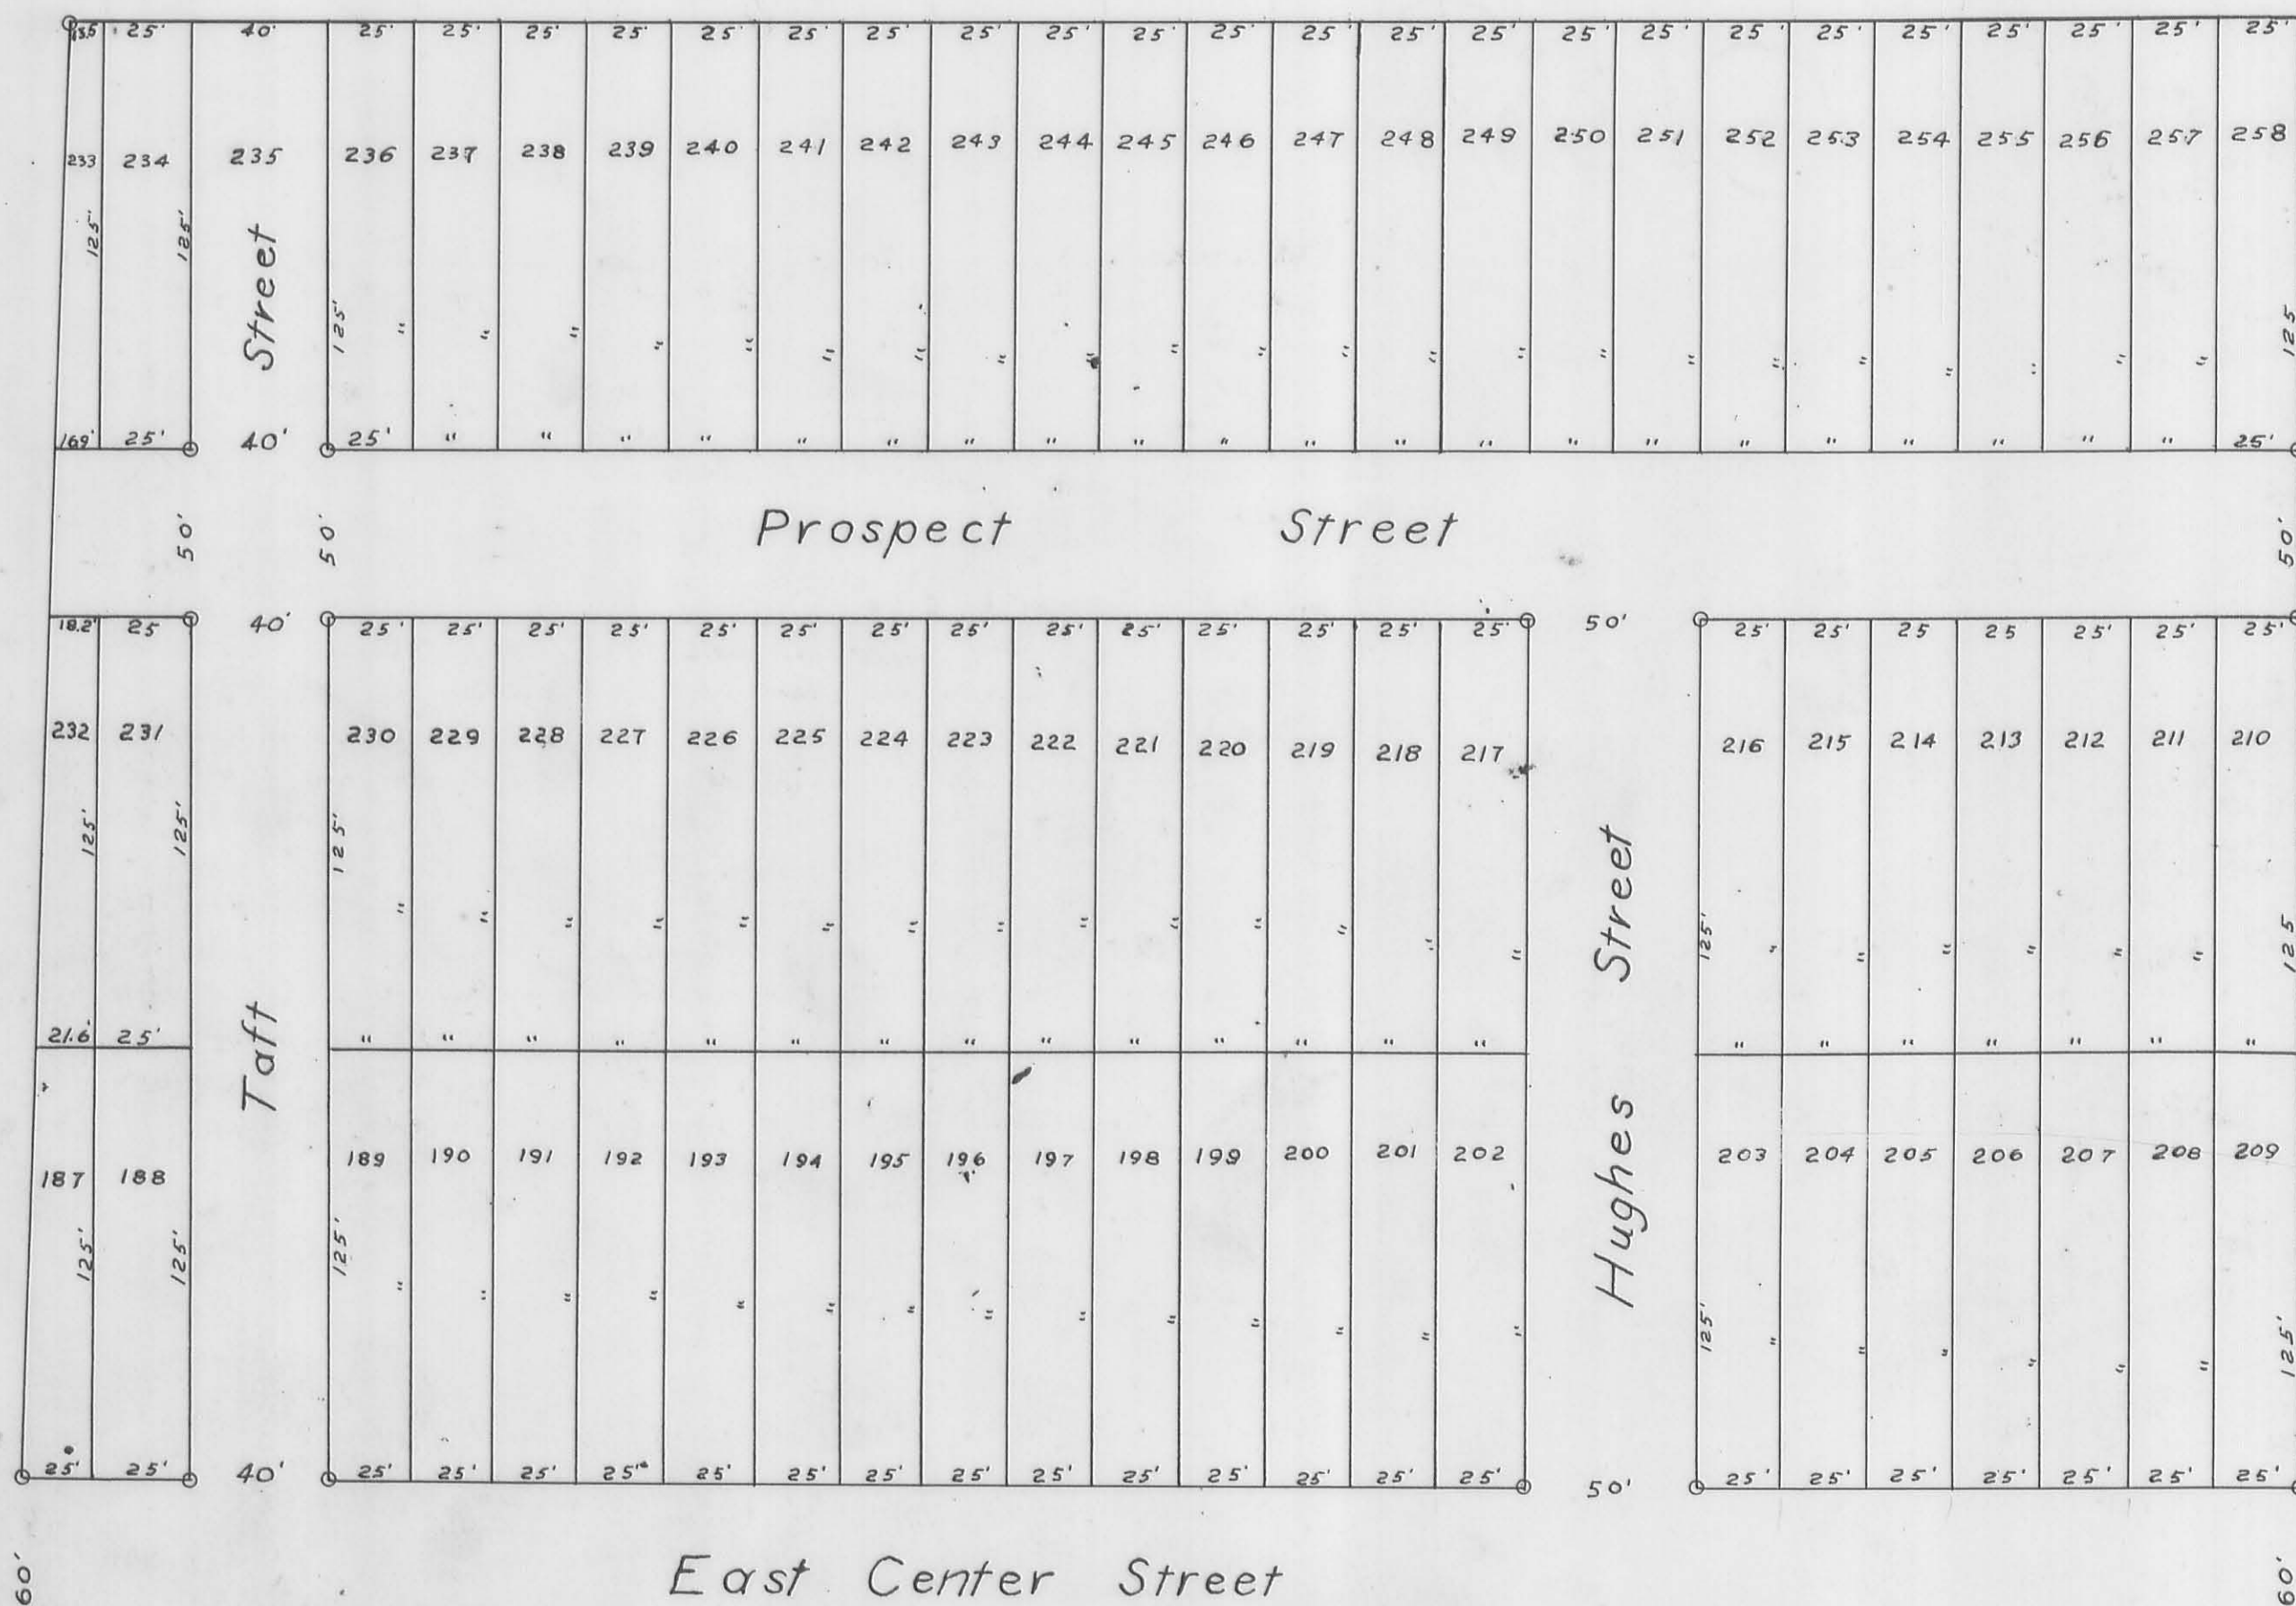 13.5 25' 40' 25' 25' 25' 25' 25' 25' 25' 25' 25' 25' 25' 25' 25' 25' 25' 25' 25' 25' 25' 25' 25' 25' 25'
233 234 235 236 237 238 239 240 241 242 243 244 245 246 247 248 249 250 251 252 253 254 255 256 257 258
125' 125' Street 125' " " " " " " " " " " " " " " " " " " " " " " 125
16.9' 25' 40' 25' " " " " " " " " " " " " " " " " " " " " " 25'
50' 50' Prospect Street 50'
18.2' 25 40' 25' 25' 25' 25' 25' 25' 25' 25' 25' 25' 25' 25' 25' 25' 50' 25' 25' 25 25 25' 25' 25'
232 231 230 229 228 227 226 225 224 223 222 221 220 219 218 217 216 215 214 213 212 211 210
125' 125' 125' " " " " " " " " " " " " " " 125' " " " " " " 125
21.6' 25' " " " " " " " " " " " " " " " " " " " " "
Taft
Hughes Street
187 188 189 190 191 192 193 194 195 196 197 198 199 200 201 202 203 204 205 206 207 208 209
125' 125' 125' " " " " " " " " " " " " " " 125' " " " " " " 125'
25' 25' 40' 25' 25' 25' 25' 25' 25' 25' 25' 25' 25' 25' 25' 25' 25' 50' 25' 25' 25' 25' 25' 25' 25'
60' East Center Street 60'